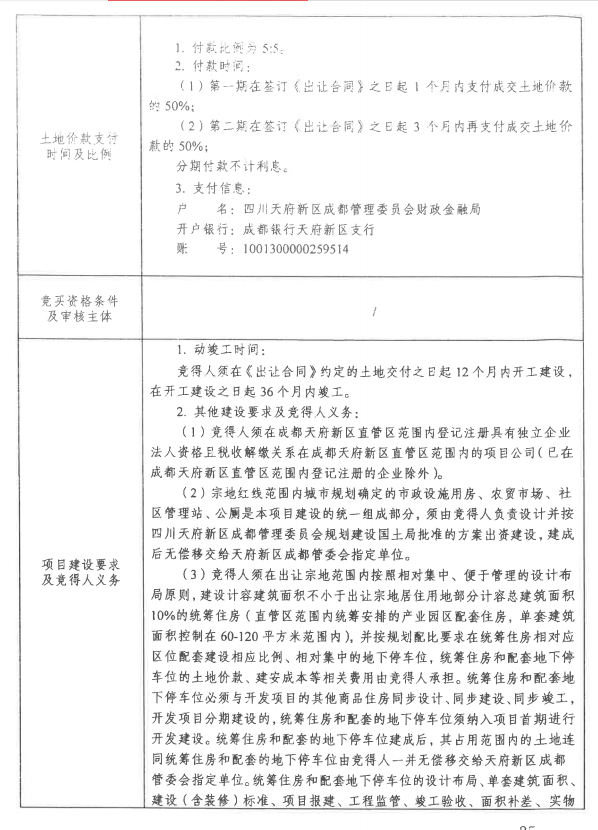 土地价款支付
时间及比例
1. 付款比例为 5:5。
2. 付款时间:
(1)第一期在签订《出让合同》之日起 1 个月内支付成交土地价款
的 50%;
(2)第二期在签订《出让合同》之日起 3 个月内再支付成交土地价
款的 50%;
分期付款不计利息。
3. 支付信息:
户 名: 四川天府新区成都管理委员会财政金融局
开户银行: 成都银行天府新区支行
账 号: 1001300000259514
竞买资格条件
及审核主体
/
项目建设要求
及竞得人义务
1. 动竣工时间:
竞得人须在《出让合同》约定的土地交付之日起 12 个月内开工建设,
在开工建设之日起 36 个月内竣工。
2. 其他建设要求及竞得人义务:
(1)竞得人须在成都天府新区直管区范围内登记注册具有独立企业
法人资格且税收解缴关系在成都天府新区直管区范围内的项目公司(已在
成都天府新区直管区范围内登记注册的企业除外)。
(2)宗地红线范围内城市规划确定的市政设施用房、农贸市场、社
区管理站、公厕是本项目建设的统一组成部分, 须由竞得人负责设计并按
四川天府新区成都管理委员会规划建设国土局批准的方案出资建设, 建成
后无偿移交给天府新区成都管委会指定单位。
(3)竞得人须在出让宗地范围内按照相对集中、便于管理的设计布
局原则, 建设计容建筑面积不小于出让宗地居住用地部分计容总建筑面积
10%的统筹住房(直管区范围内统筹安排的产业园区配套住房, 单套建筑
面积控制在 60-120 平方米范围内), 并按规划配比要求在统筹住房相对应
区位配套建设相应比例、相对集中的地下停车位, 统筹住房和配套地下停
车位的土地价款、建安成本等相关费用由竞得人承担。统筹住房和配套地
下停车位必须与开发项目的其他商品住房同步设计、同步建设、同步竣工,
开发项目分期建设的, 统筹住房和配套的地下停车位须纳入项目首期进行
开发建设。统筹住房和配套的地下停车位建成后, 其占用范围内的土地连
同统筹住房和配套的地下停车位由竞得人一并无偿移交给天府新区成都
管委会指定单位。统筹住房和配套地下停车位的设计布局、单套建筑面积、
建设(含装修)标准、项目报建、工程监管、竣工验收、面积补差、实物